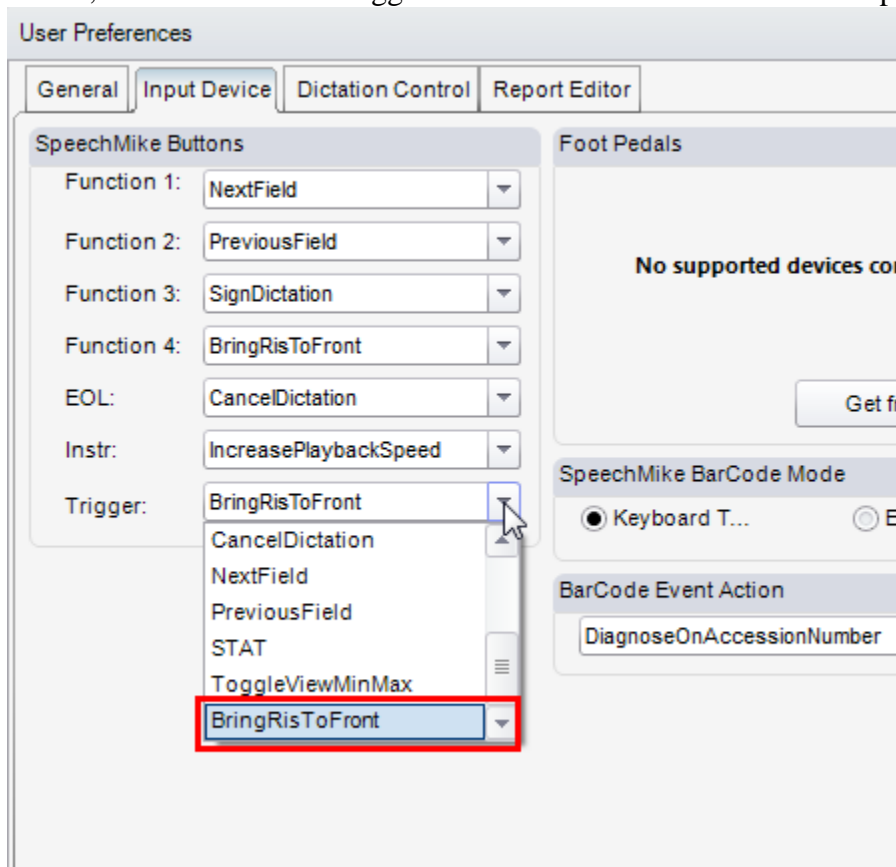 User Preferences
General Input Device Dictation Control Report Editor
SpeechMike Buttons
Function 1: NextField
Function 2: PreviousField
Function 3: SignDictation
Function 4: BringRisToFront
EOL: CancelDictation
Instr: IncreasePlaybackSpeed
Trigger: BringRisToFront
CancelDictation
NextField
PreviousField
STAT
ToggleViewMinMax
BringRisToFront
Foot Pedals
No supported devices
Get
SpeechMike BarCode Mode
Keyboard T...
BarCode Event Action
DiagnoseOnAccessionNumber